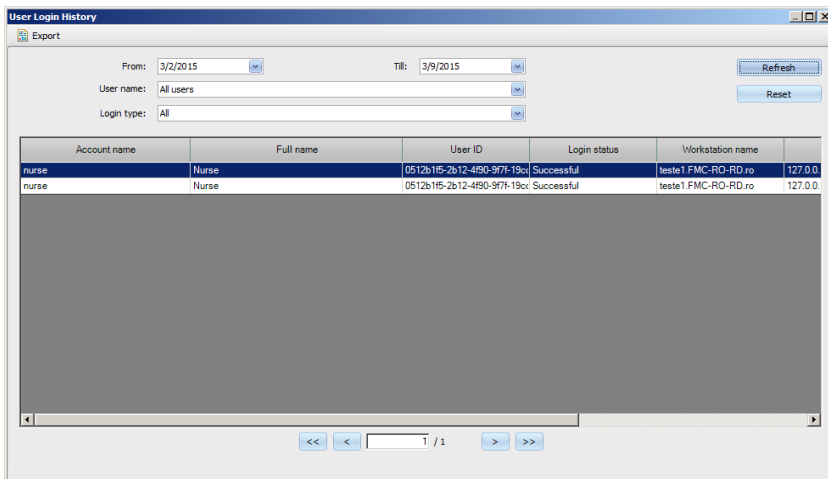 User Login History
Export
From: 3/2/2015 Till: 3/9/2015 Refresh
User name: All users Reset
Login type: All
Account name Full name User ID Login status Workstation name
nurse Nurse 0512b1f5-2b12-4f90-9f7f-19cc Successful teste1.FMC-RO-RD.ro 127.0.0.
nurse Nurse 0512b1f5-2b12-4f90-9f7f-19cc Successful teste1.FMC-RO-RD.ro 127.0.0.
<< < 1 / 1 > >>